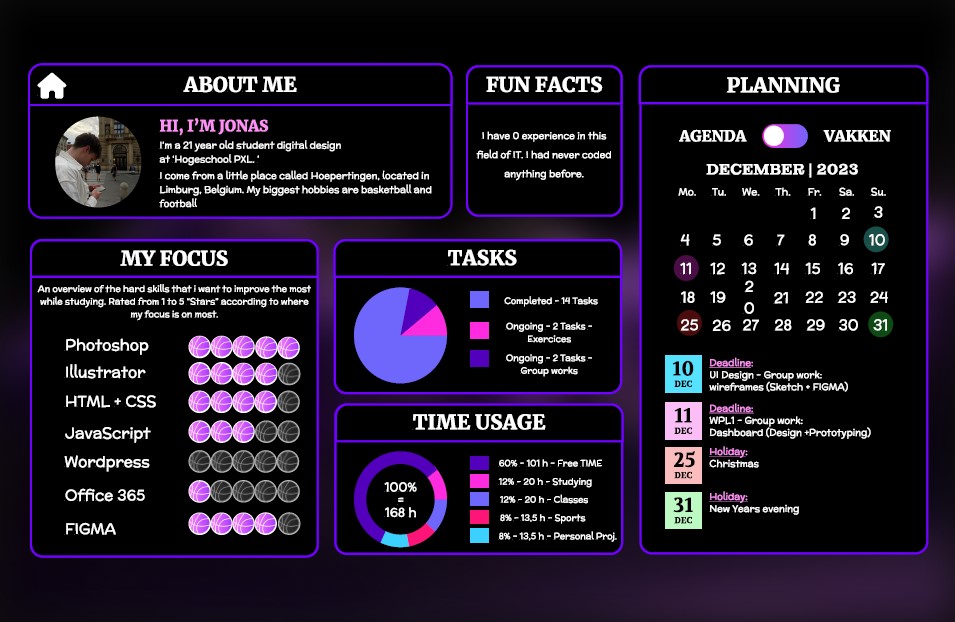 ABOUT ME
HI, I'M JONAS
I'm a 21 year old student digital design
at 'Hogeschool PXL. '
I come from a little place called Hoepertingen, located in
Limburg, Belgium. My biggest hobbies are basketball and
football
FUN FACTS
I have 0 experience in this
field of IT. I had never coded
anything before.
MY FOCUS
An overview of the hard skills that i want to improve the most
while studying. Rated from 1 to 5 "Stars" according to where
my focus is on most.
Photoshop
Illustrator
HTML + CSS
JavaScript
Wordpress
Office 365
FIGMA
TASKS
Completed - 14 Tasks
Ongoing - 2 Tasks -
Exercices
Ongoing - 2 Tasks -
Group works
TIME USAGE
100%
=
168 h
60% - 101 h - Free TIME
12% - 20 h - Studying
12% - 20 h - Classes
8% - 13,5 h - Sports
8% - 13,5 h - Personal Proj.
PLANNING
AGENDA VAKKEN
DECEMBER | 2023
Mo. Tu. We. Th. Fr. Sa. Su.
1 2 3
4 5 6 7 8 9 10
11 12 13 14 15 16 17
18 19 20 21 22 23 24
25 26 27 28 29 30 31
10
DEC
Deadline:
UI Design - Group work:
wireframes (Sketch + FIGMA)
11
DEC
Deadline:
WPL1 - Group work:
Dashboard (Design +Prototyping)
25
DEC
Holiday:
Christmas
31
DEC
Holiday:
New Years evening